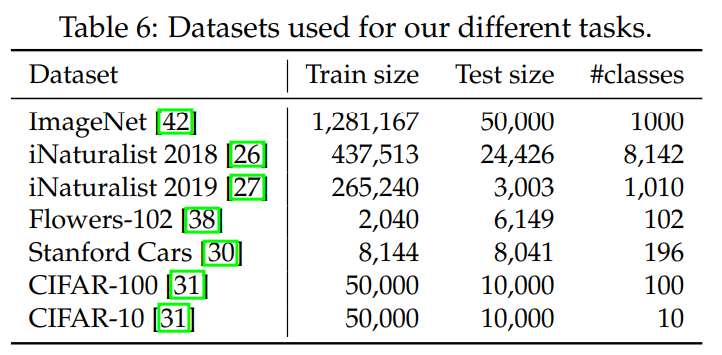 Table 6: Datasets used for our different tasks.
Dataset Train size Test size #classes
ImageNet [42] 1,281,167 50,000 1000
iNaturalist 2018 [26] 437,513 24,426 8,142
iNaturalist 2019 [27] 265,240 3,003 1,010
Flowers-102 [38] 2,040 6,149 102
Stanford Cars [30] 8,144 8,041 196
CIFAR-100 [31] 50,000 10,000 100
CIFAR-10 [31] 50,000 10,000 10